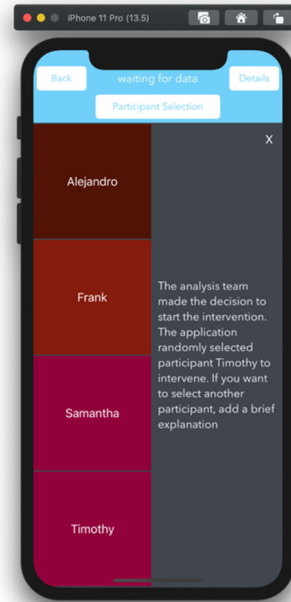 iPhone 11 Pro (13.5)
Back
waiting for data
Details
Participant Selection
X
Alejandro
Frank
Samantha
Timothy
The analysis team
made the decision to
start the intervention.
The application
randomly selected
participant Timothy to
intervene. If you want
to select another
participant, add a brief
explanation